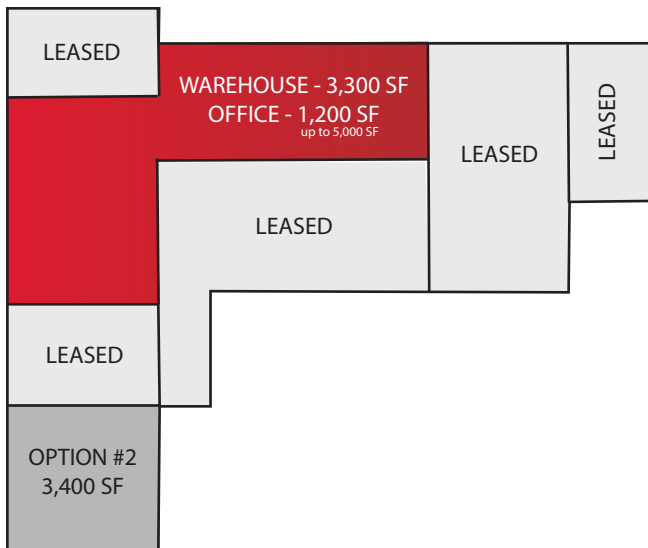 LEASED
WAREHOUSE - 3,300 SF
OFFICE - 1,200 SF
up to 5,000 SF
LEASED
LEASED
LEASED
LEASED
OPTION #2
3,400 SF